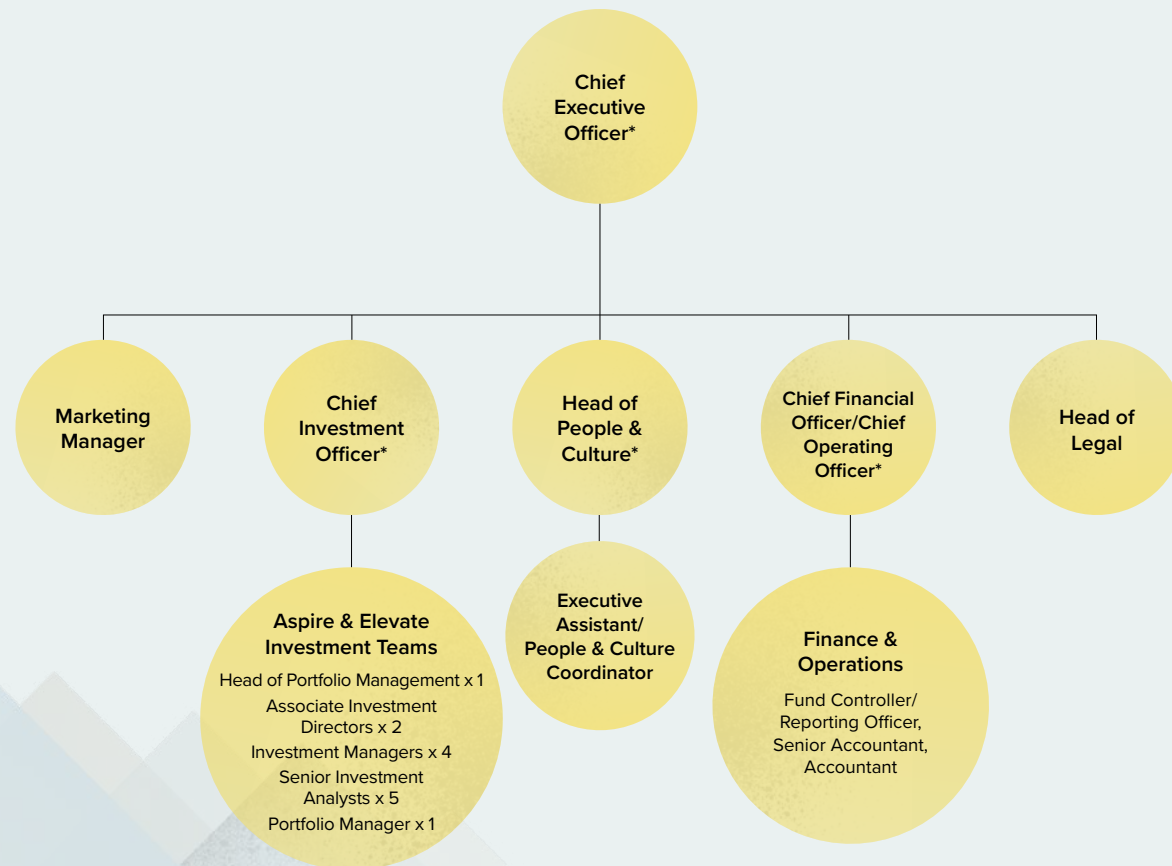 Chief
Executive
Officer*
Marketing
Manager
Chief
Investment
Officer*
Head of
People &
Culture*
Chief Financial
Officer/Chief
Operating
Officer*
Head of
Legal
Aspire & Elevate
Investment Teams
Head of Portfolio Management x 1
Associate Investment
Directors x 2
Investment Managers x 4
Senior Investment
Analysts x 5
Portfolio Manager x 1
Executive
Assistant/
People & Culture
Coordinator
Finance &
Operations
Fund Controller/
Reporting Officer,
Senior Accountant,
Accountant